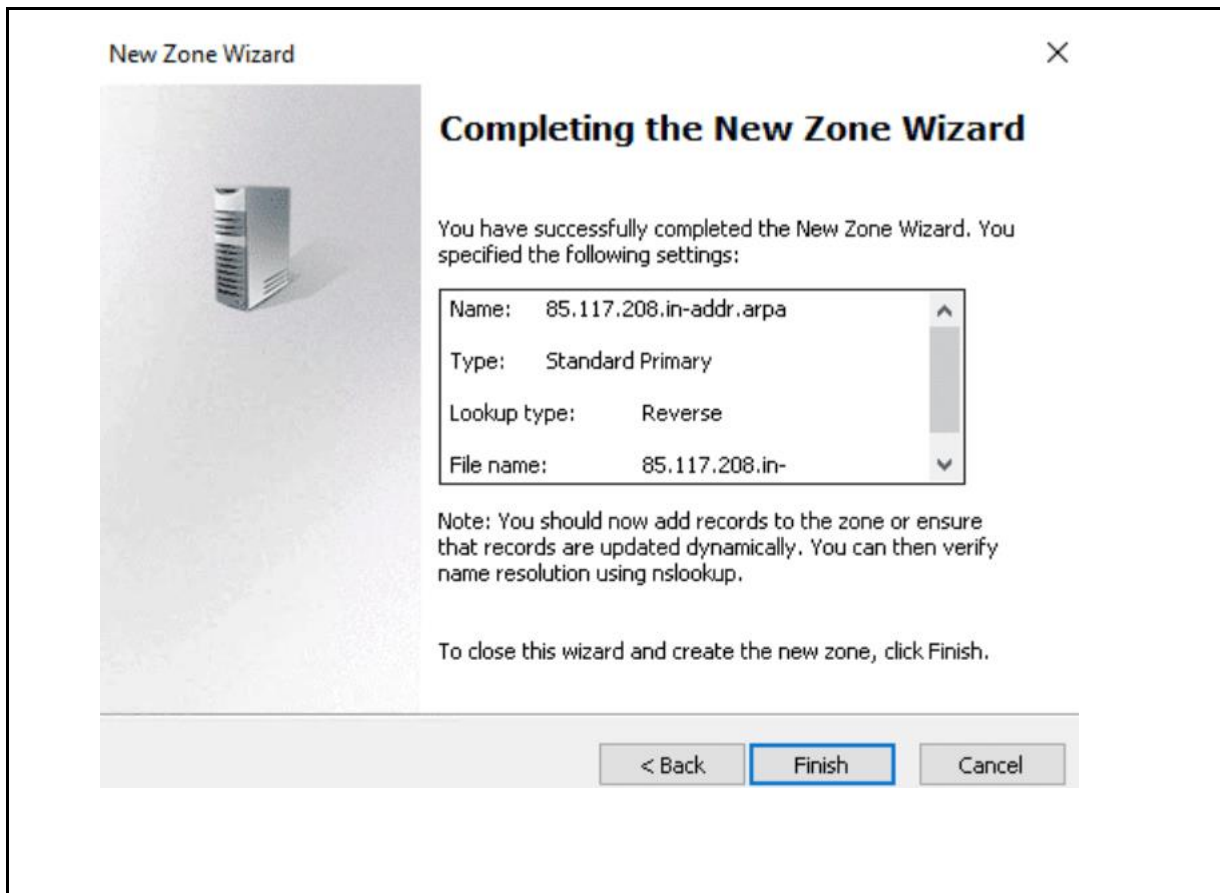 New Zone Wizard
Completing the New Zone Wizard
You have successfully completed the New Zone Wizard. You
specified the following settings:
Name: 85.117.208.in-addr.arpa
Type: Standard Primary
Lookup type: Reverse
File name: 85.117.208.in-
Note: You should now add records to the zone or ensure
that records are updated dynamically. You can then verify
name resolution using nslookup.
To close this wizard and create the new zone, click Finish.
< Back Finish Cancel